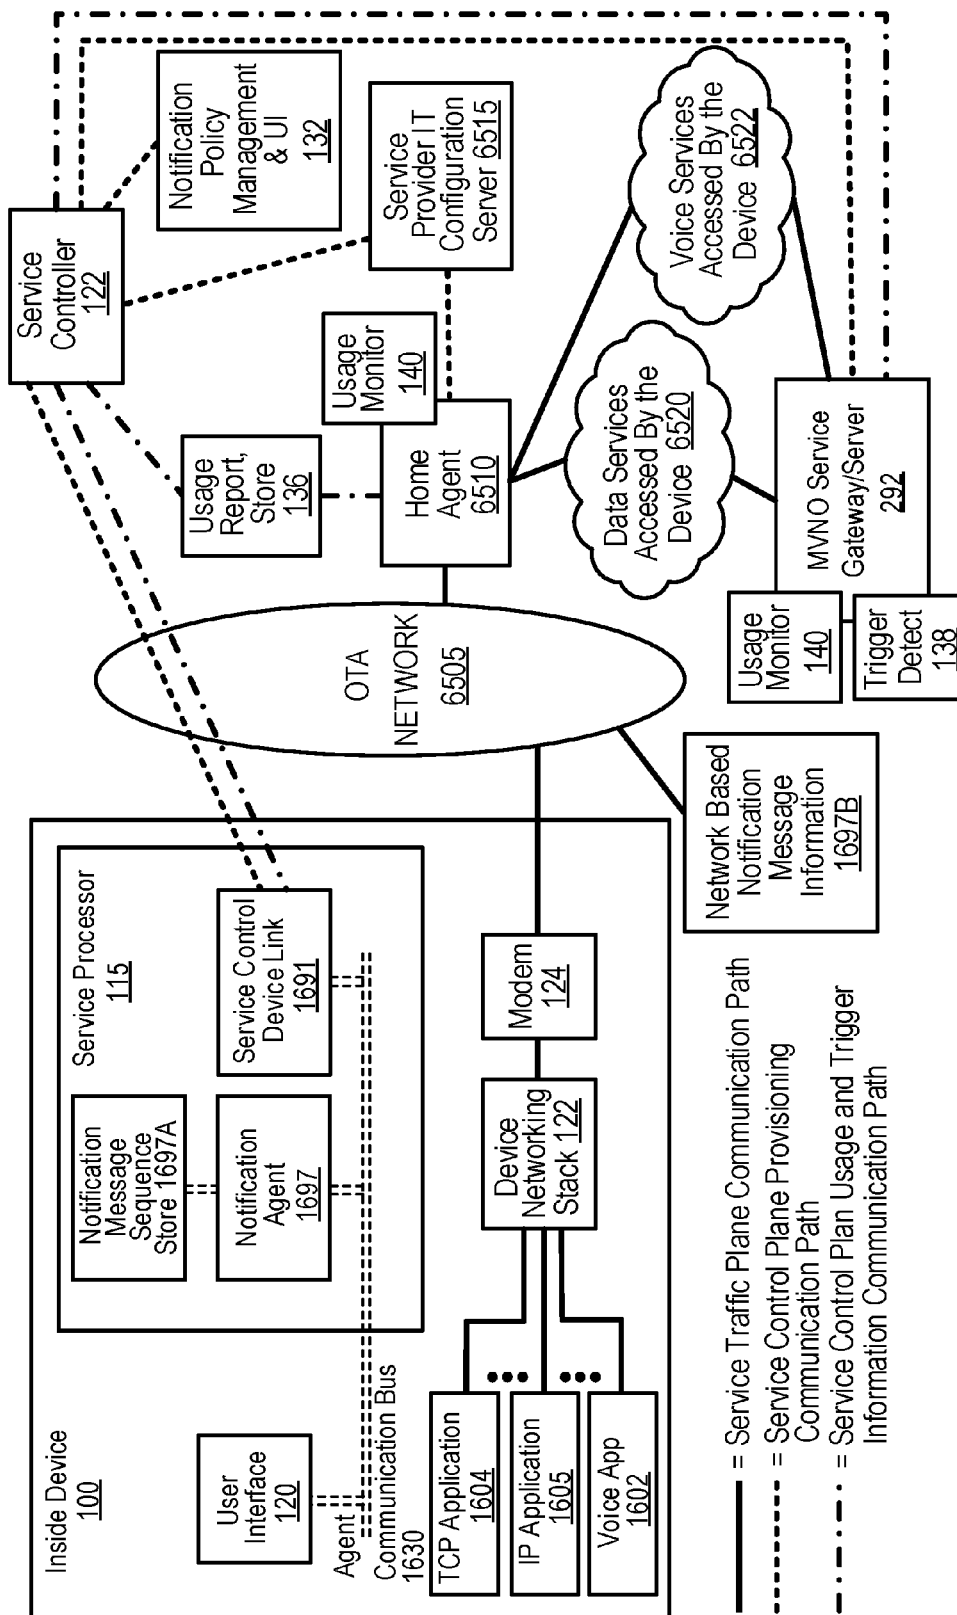 Inside Device
100
User
Interface
120
Agent
Communication Bus
1630
TCP Application
1604
IP Application
1605
Voice App
1602
Service Processor
115
Notification
Message
Sequence
Store 1697A
Notification
Agent
1697
Service Control
Device Link
1691
Device
Networking
Stack 122
Modem
124
Network Based
Notification
Message
Information
1697B
OTA
NETWORK
6505
Service
Controller
122
Notification
Policy
Management
& UI
132
Usage
Report,
Store
136
Usage
Monitor
140
Home
Agent
6510
Service
Provider IT
Configuration
Server 6515
Data Services
Accessed By the
Device 6520
Voice Services
Accessed By the
Device 6522
Usage
Monitor
140
Trigger
Detect
138
MVNO Service
Gateway/Server
292
= Service Traffic Plane Communication Path
= Service Control Plane Provisioning
Communication Path
= Service Control Plan Usage and Trigger
Information Communication Path